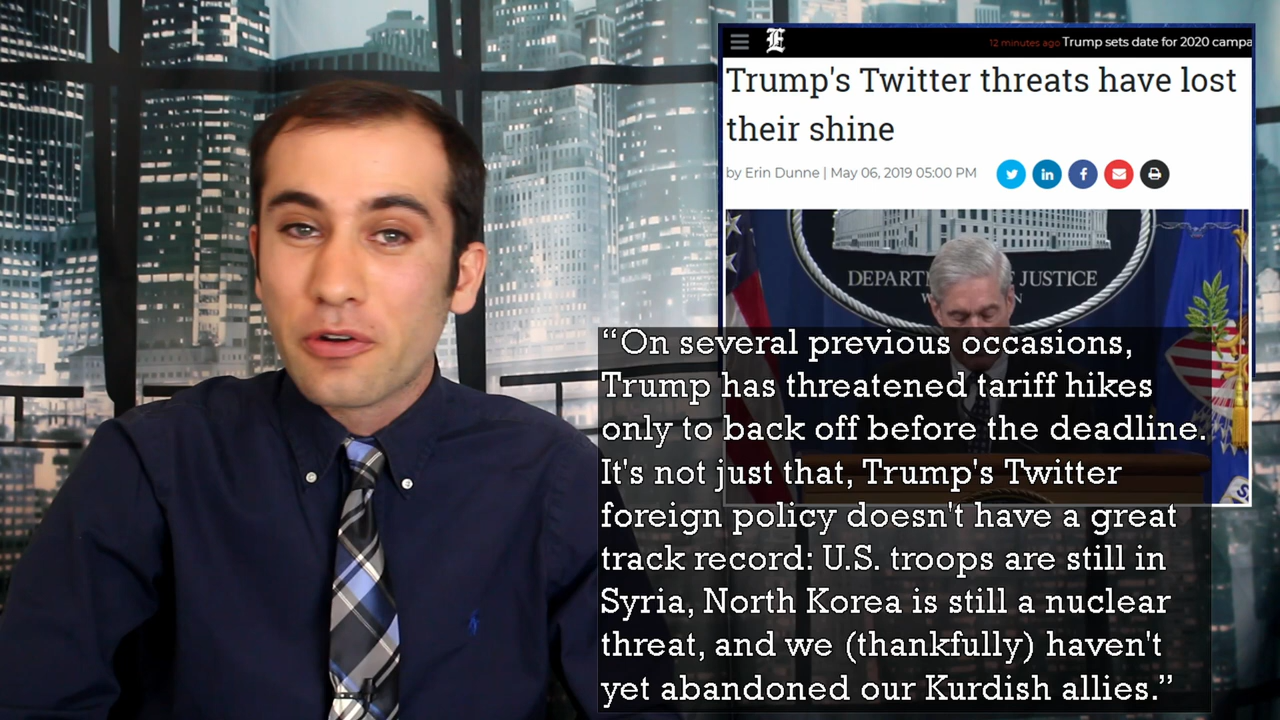 E
12 minutes ago Trump sets date for 2020 campa
Trump's Twitter threats have lost
their shine
by Erin Dunne | May 06, 2019 05:00 PM
DEPART JUSTICE
“On several previous occasions,
Trump has threatened tariff hikes
only to back off before the deadline.
It's not just that, Trump's Twitter
foreign policy doesn't have a great
track record: U.S. troops are still in
Syria, North Korea is still a nuclear
threat, and we (thankfully) haven't
yet abandoned our Kurdish allies.”